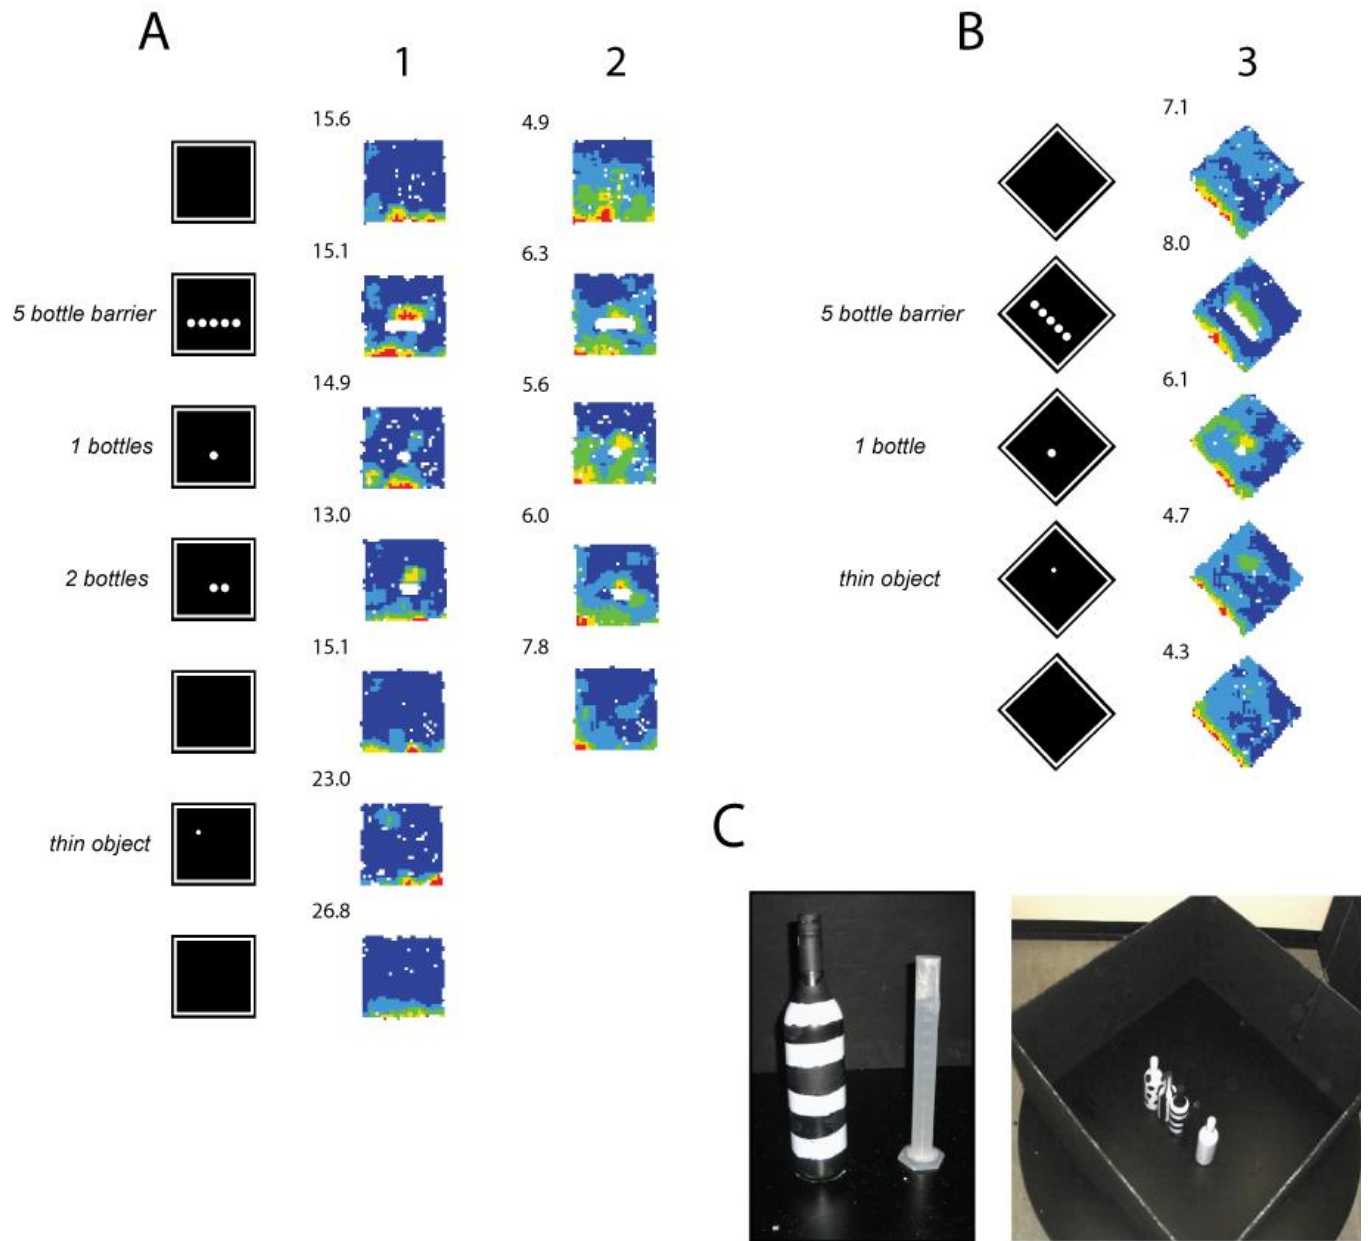 A
B
1
2
3
15.6
4.9
7.1
5 bottle barrier
15.1
6.3
5 bottle barrier
8.0
1 bottles
14.9
5.6
1 bottle
6.1
2 bottles
13.0
6.0
thin object
4.7
15.1
7.8
4.3
thin object
23.0
C
26.8